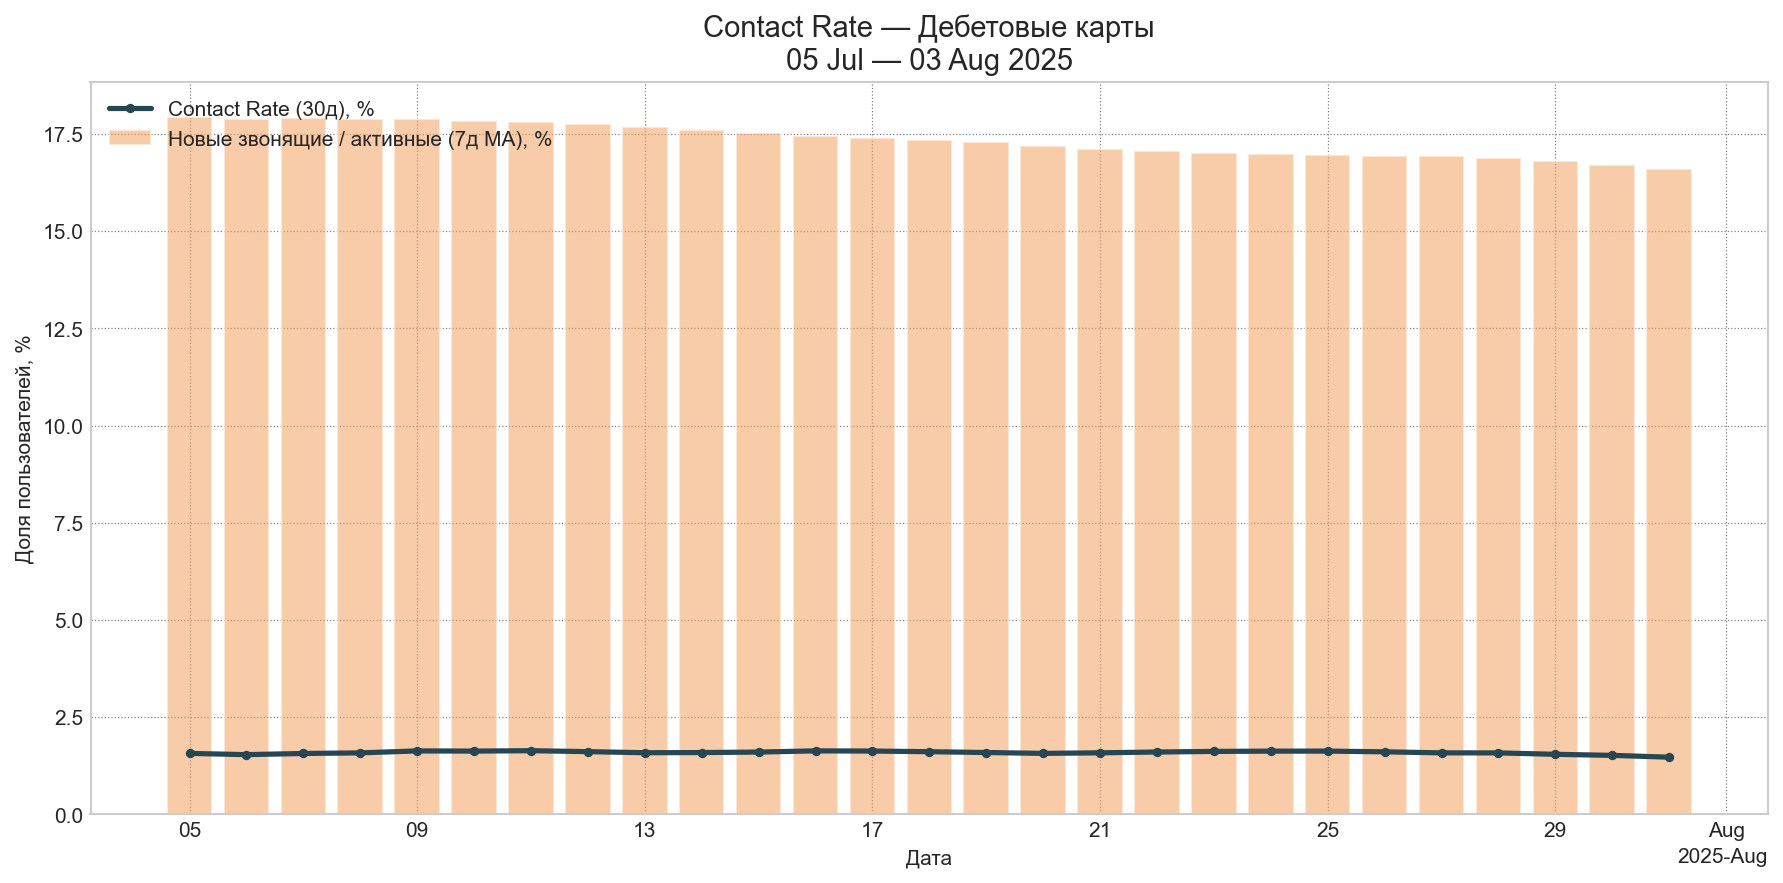 Contact Rate — Дебетовые карты
05 Jul — 03 Aug 2025
Contact Rate (30д), %
Новые звонящие / активные (7д MA), %
Доля пользователей, %
17.5
15.0
12.5
10.0
7.5
5.0
2.5
0.0
05 09 13 17 21 25 29 Aug
2025-Aug
Дата